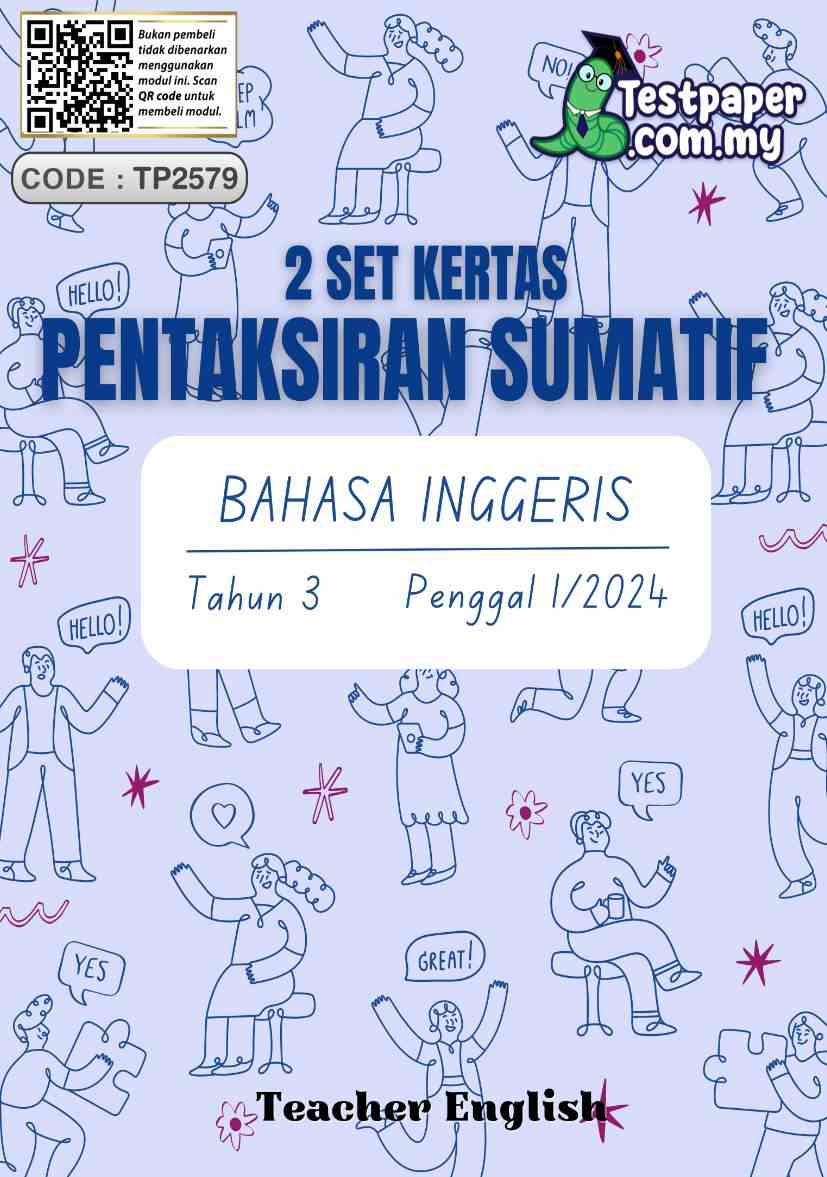 Bukan pembeli
tidak dibenarkan
menggunakan
modul ini. Scan
QR code untuk
membeli modul.
NO!
Testpaper
.com.my
CODE : TP2579
2 SET KERTAS
HELLO!
PENTAKSIRAN SUMATIF
BAHASA INGGERIS
Tahun 3 Penggal 1/2024
HELLO!
HELLO!
YES
GREAT!
YES
Teacher English